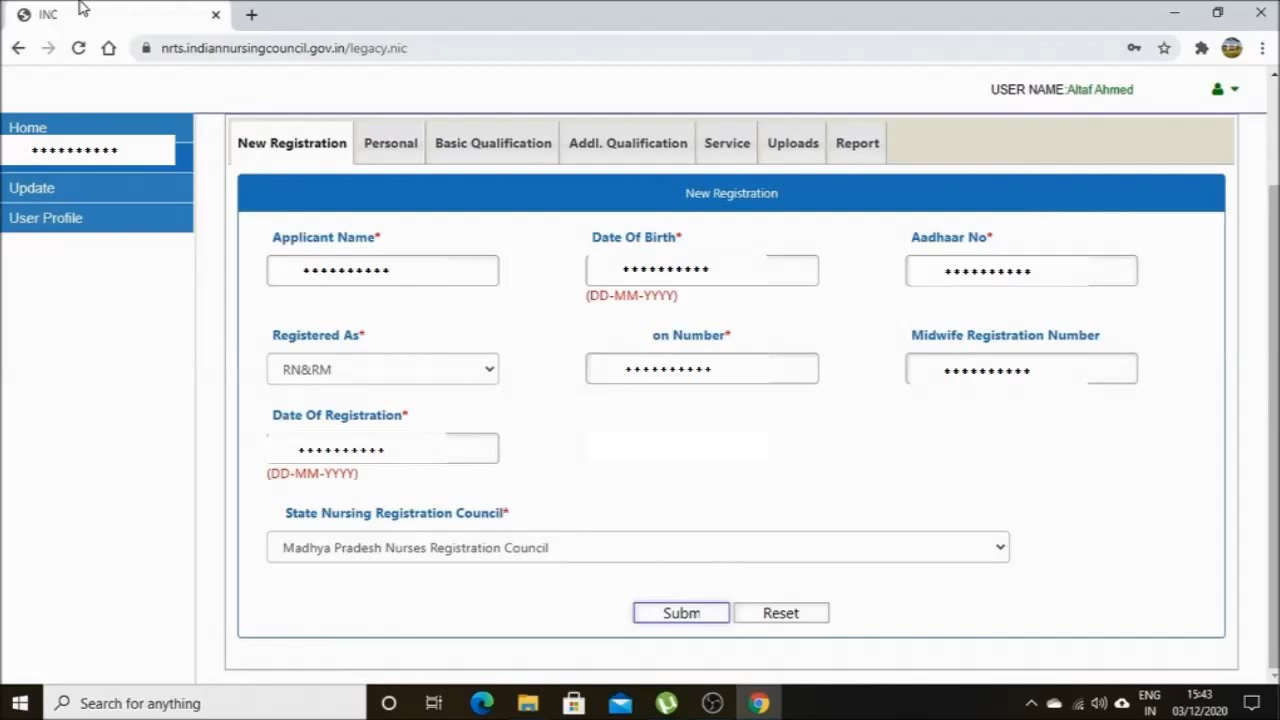 INC
nrts.indiannursingcouncil.gov.in/legacy.nic
USER NAME:Altaf Ahmed
Home
**********
Update
User Profile
New Registration Personal Basic Qualification Addl. Qualification Service Uploads Report
New Registration
Applicant Name* Date Of Birth* Aadhaar No*
********** ********** **********
(DD-MM-YYYY)
Registered As* on Number* Midwife Registration Number
RN&RM ********** **********
Date Of Registration*
**********
(DD-MM-YYYY)
State Nursing Registration Council*
Madhya Pradesh Nurses Registration Council
Subm Reset
Search for anything
ENG 15:43
IN 03/12/2020